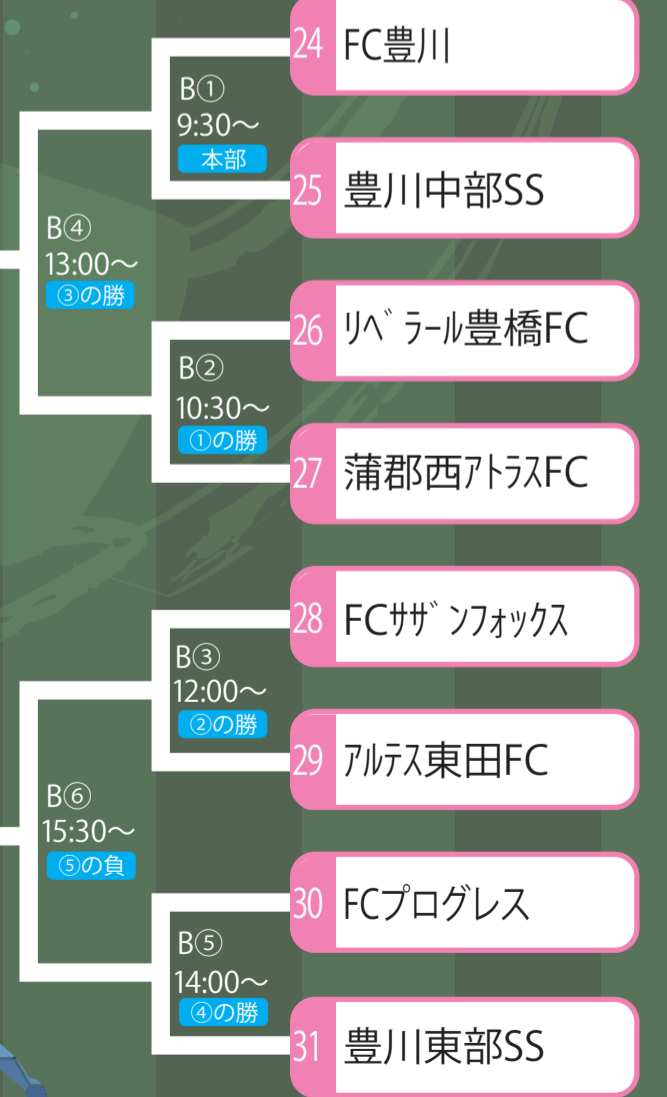 24 FC豊川
B①
9:30～
本部
25 豊川中部SS
B④
13:00～
③の勝
26 ﾘﾍﾞﾗｰﾙ豊橋FC
B②
10:30～
①の勝
27 蒲郡西ｱﾄﾗｽFC
28 FCｻｻﾞﾝﾌｫｯｸｽ
B③
12:00～
②の勝
29 ｱﾙﾃｽ東田FC
B⑥
15:30～
⑤の負
30 FCプログレス
B⑤
14:00～
④の勝
31 豊川東部SS